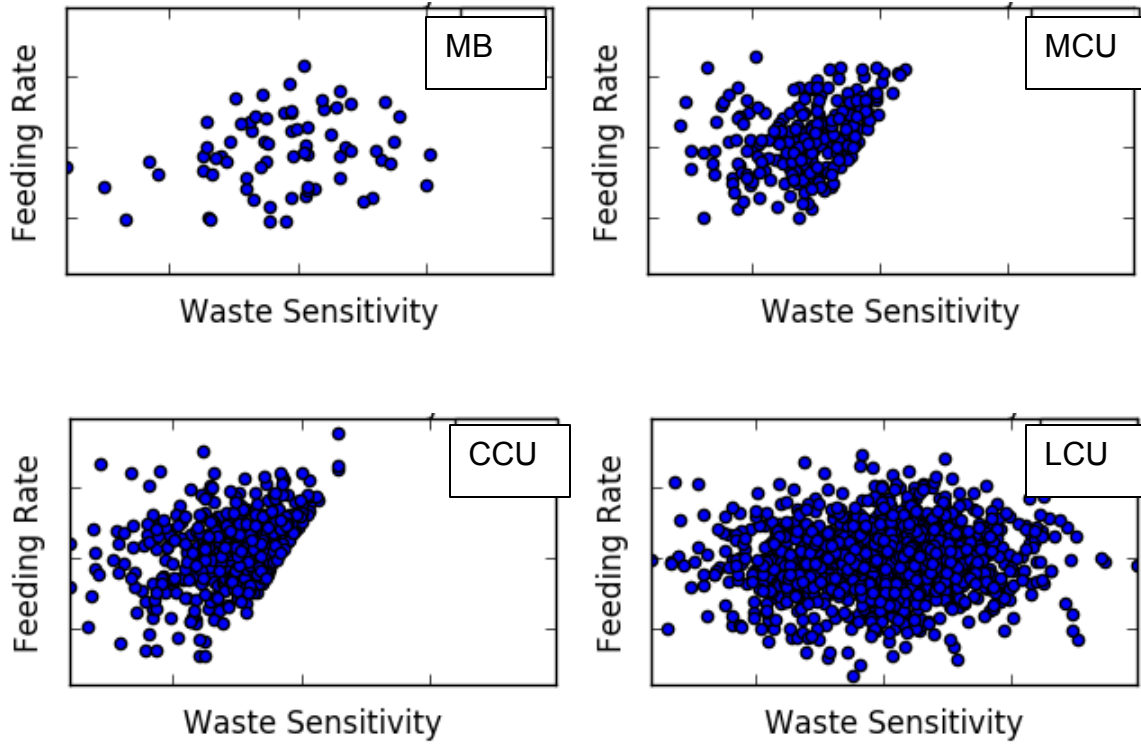 MB
Feeding Rate
Waste Sensitivity
MCU
Feeding Rate
Waste Sensitivity
CCU
Feeding Rate
Waste Sensitivity
LCU
Feeding Rate
Waste Sensitivity